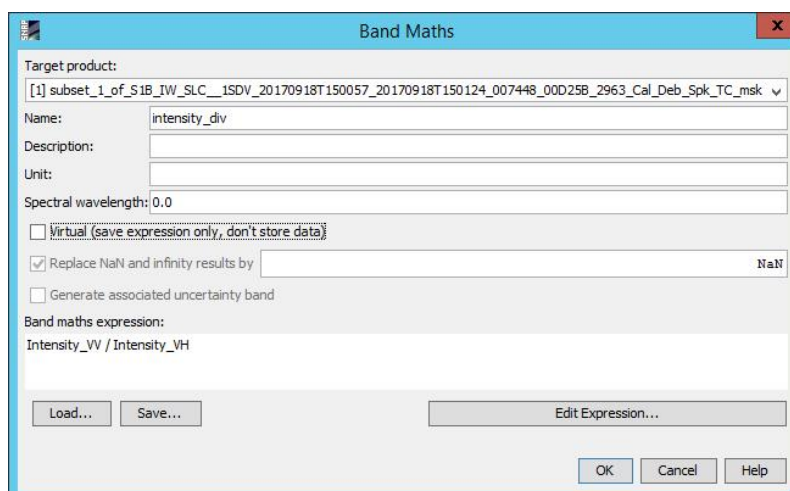 SNAP
Band Maths
x
Target product:
[1] subset_1_of_S1B_IW_SLC__1SDV_20170918T150057_20170918T150124_007448_00D25B_2963_Cal_Deb_Spk_TC_msk
Name: intensity_div
Description:
Unit:
Spectral wavelength: 0.0
Virtual (save expression only, don't store data)
Replace NaN and infinity results by NaN
Generate associated uncertainty band
Band maths expression:
Intensity_VV / Intensity_VH
Load... Save... Edit Expression...
OK Cancel Help